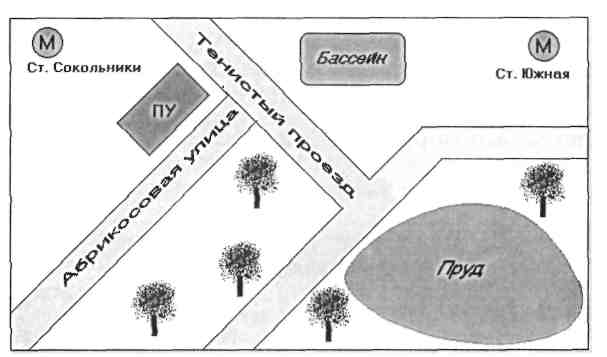 М
Ст. Сокольники
ПУ
Абрикосовая улица
Тенистый проезд
Бассейн
М
Ст. Южная
Пруд